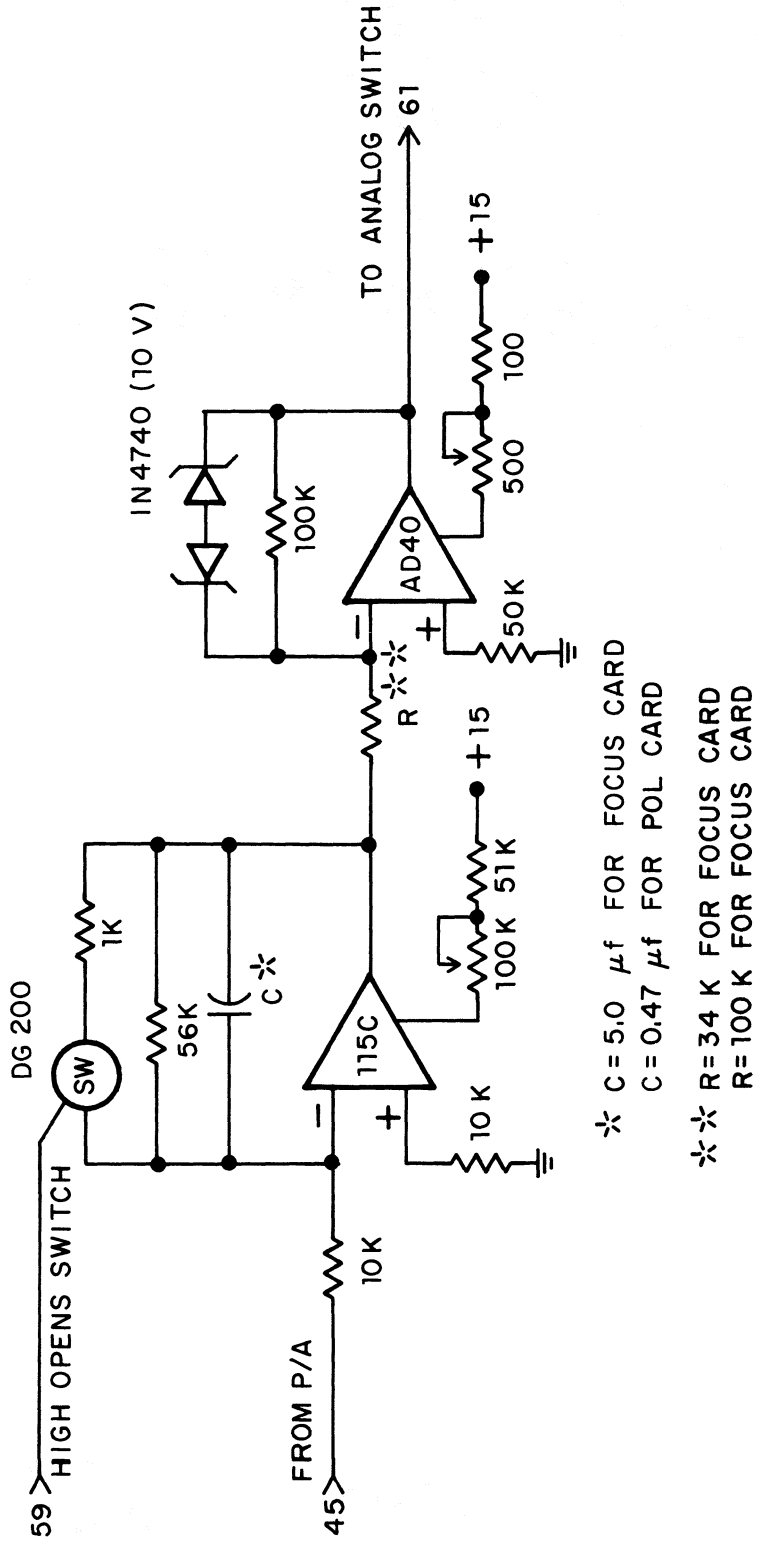 59
HIGH OPENS SWITCH
DG 200
SW
1K
56K
C*
FROM P/A
45
10K
−
+
115C
10K
100K
51K
+15
R
**
IN4740 (10 V)
100K
−
+
AD40
50K
500
100
+15
TO ANALOG SWITCH
61
* C = 5.0 µf FOR FOCUS CARD
C = 0.47 µf FOR POL CARD
** R = 34 K FOR FOCUS CARD
R = 100 K FOR FOCUS CARD